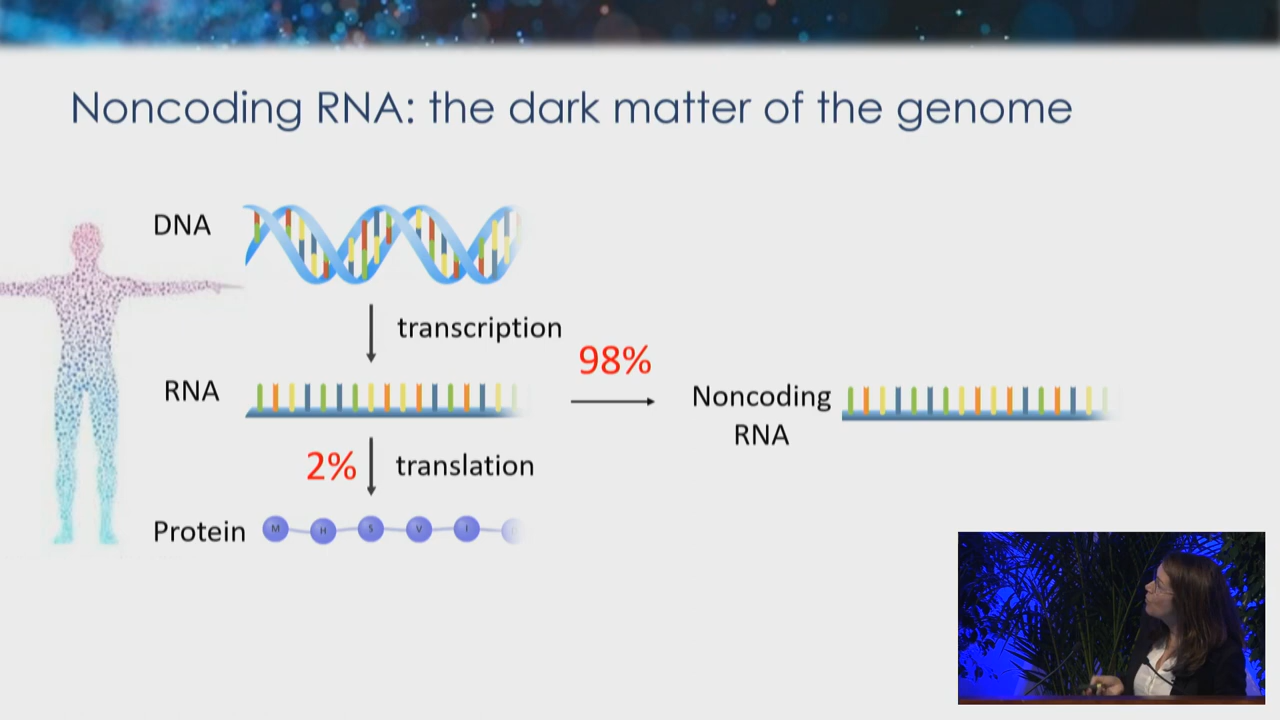 Noncoding RNA: the dark matter of the genome
DNA
transcription
98%
RNA
Noncoding
RNA
2%
translation
Protein
M H S V I